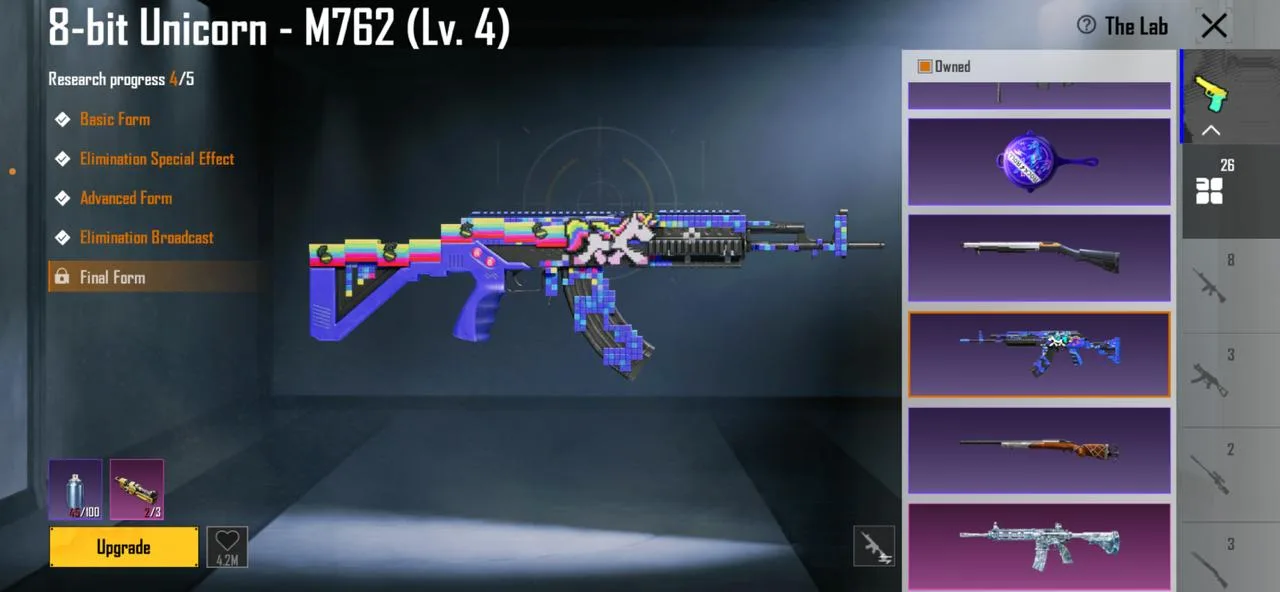 8-bit Unicorn - M762 (Lv. 4)
The Lab
Research progress 4/5
Basic Form
Elimination Special Effect
Advanced Form
Elimination Broadcast
Final Form
45/100
2/3
Upgrade
4.2M
Owned
26
8
3
2
3